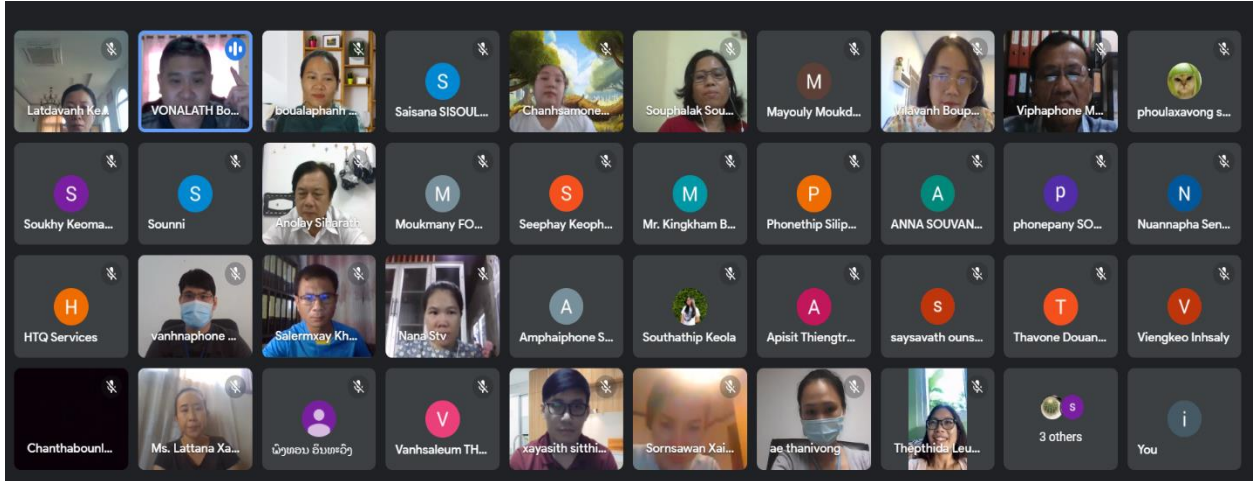 Latdavanh Ke...
VONALATH Bo...
boualaphanh ...
S
Saisana SISOUL...
Chanhsamone...
Souphalak Sou...
M
Mayouly Moukd...
Vilavanh Boup...
Viphaphone M...
phoulaxavong s...
S
Soukhy Keoma...
S
Sounni
Anolay Siharath
M
Moukmany FO...
S
Seephay Keoph...
M
Mr. Kingkham B...
P
Phonethip Silip...
A
ANNA SOUVAN...
p
phonepany SO...
N
Nuannapha Sen...
H
HTQ Services
vanhnaphone ...
Salermxay Kh...
Nana Stv
A
Amphaiphone S...
Southathip Keola
A
Apisit Thiengtr...
s
saysavath ouns...
T
Thavone Douan...
V
Viengkeo Inhsaly
Chanthabounl...
Ms. Lattana Xa...
ພິງທອນ ອິນທະວົງ
V
Vanhsaleum TH...
xayasith sitthi...
Sornsawan Xai...
ae thanivong
Thepthida Leu...
s
3 others
i
You